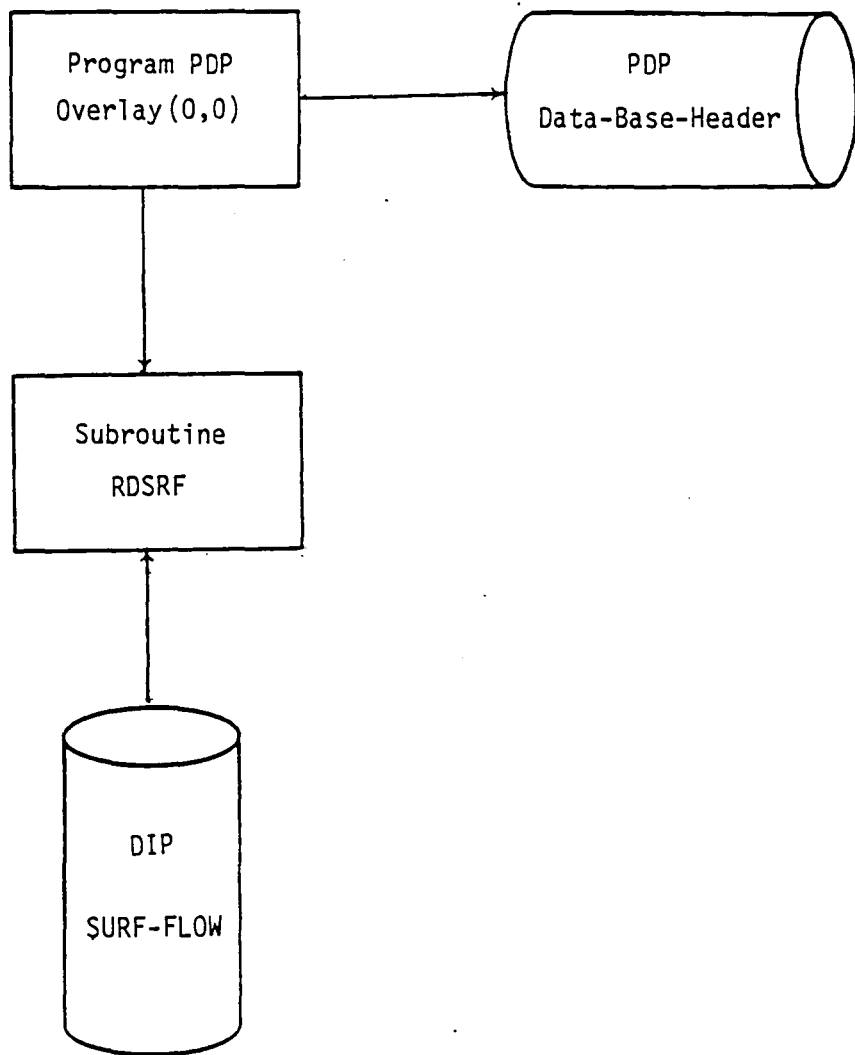 Program PDP
Overlay(0,0)
PDP
Data-Base-Header
Subroutine
RDSRF
DIP
SURF-FLOW